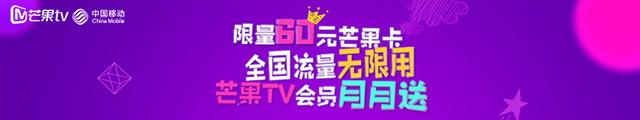 芒果tv 中国移动
China Mobile
限量60元芒果卡
全国流量无限用
芒果TV会员月月送